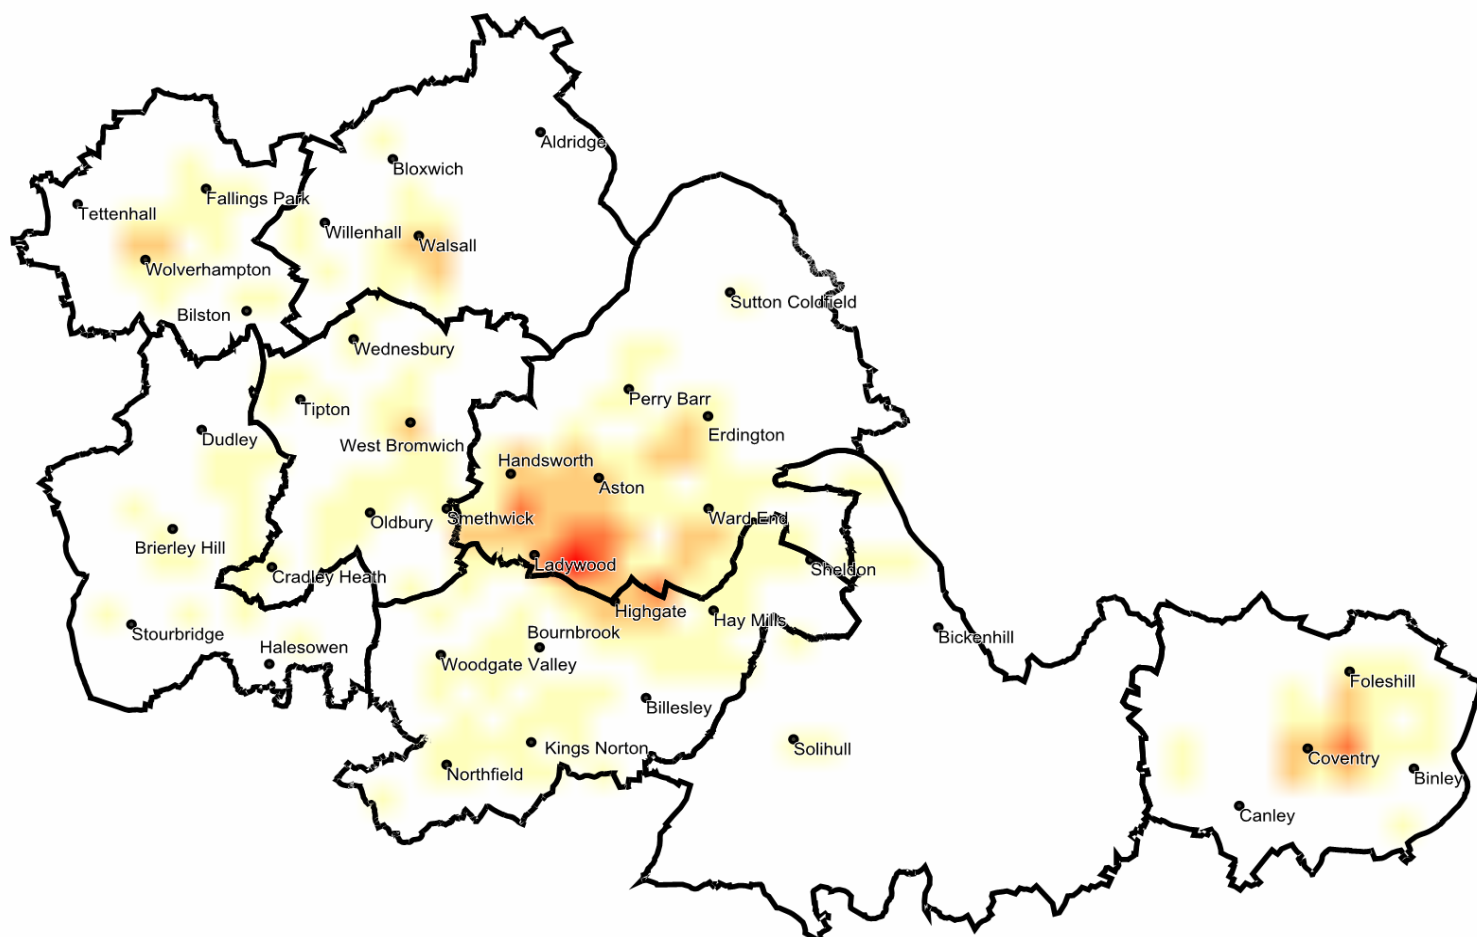 Aldridge
Bloxwich
Fallings Park
Tettenhall
Willenhall
Walsall
Wolverhampton
Sutton Coldfield
Bilston
Wednesbury
Perry Barr
Tipton
Erdington
Dudley
West Bromwich
Handsworth
Aston
Oldbury
Smethwick
Ward End
Brierley Hill
Ladywood
Sheldon
Cradley Heath
Highgate
Hay Mills
Stourbridge
Bournbrook
Bickenhill
Halesowen
Woodgate Valley
Foleshill
Billesley
Kings Norton
Solihull
Coventry
Northfield
Binley
Canley